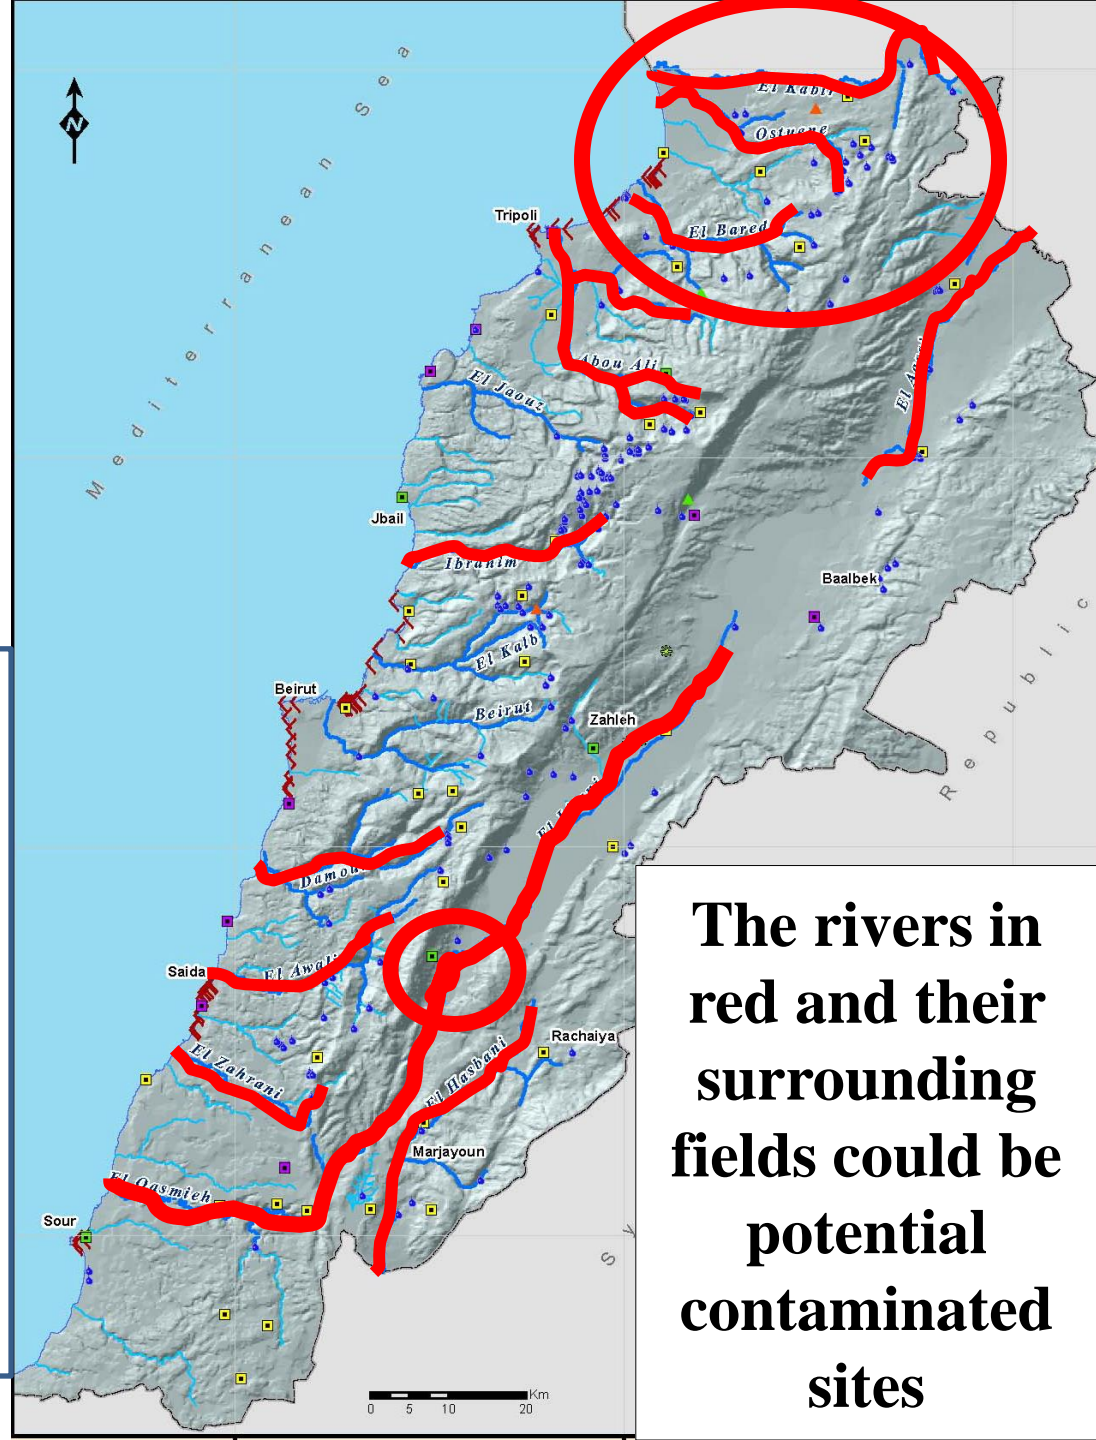 Mediterranean Sea
N
El Kabir
Ostuene
Tripoli
El Bared
Abou Ali
El Jaouz
Jbail
Ibrahim
Baalbek
El Kalb
Beirut
Beirut
Zahleh
Republic
Damour
Saida
El Awali
Rachaiya
El Zahrani
El Hasbani
Marjayoun
El Qasmieh
Sour
S y
Km
0 5 10 20
The rivers in
red and their
surrounding
fields could be
potential
contaminated
sites